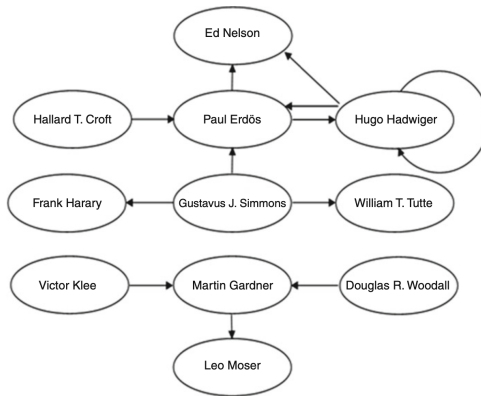 Ed Nelson
Hallard T. Croft
Paul Erdös
Hugo Hadwiger
Frank Harary
Gustavus J. Simmons
William T. Tutte
Victor Klee
Martin Gardner
Douglas R. Woodall
Leo Moser